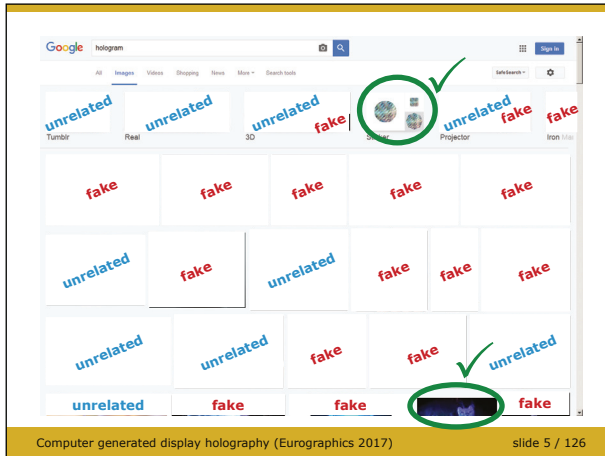 Google hologram Sign in
All Images Videos Shopping News More Search tools SafeSearch
unrelated unrelated unrelated fake unrelated fake fake
Tumblr Real 3D Sticker Projector Iron Man
fake fake fake fake fake
unrelated fake unrelated fake fake fake
unrelated unrelated fake fake unrelated
unrelated fake fake fake
Computer generated display holography (Eurographics 2017) slide 5 / 126